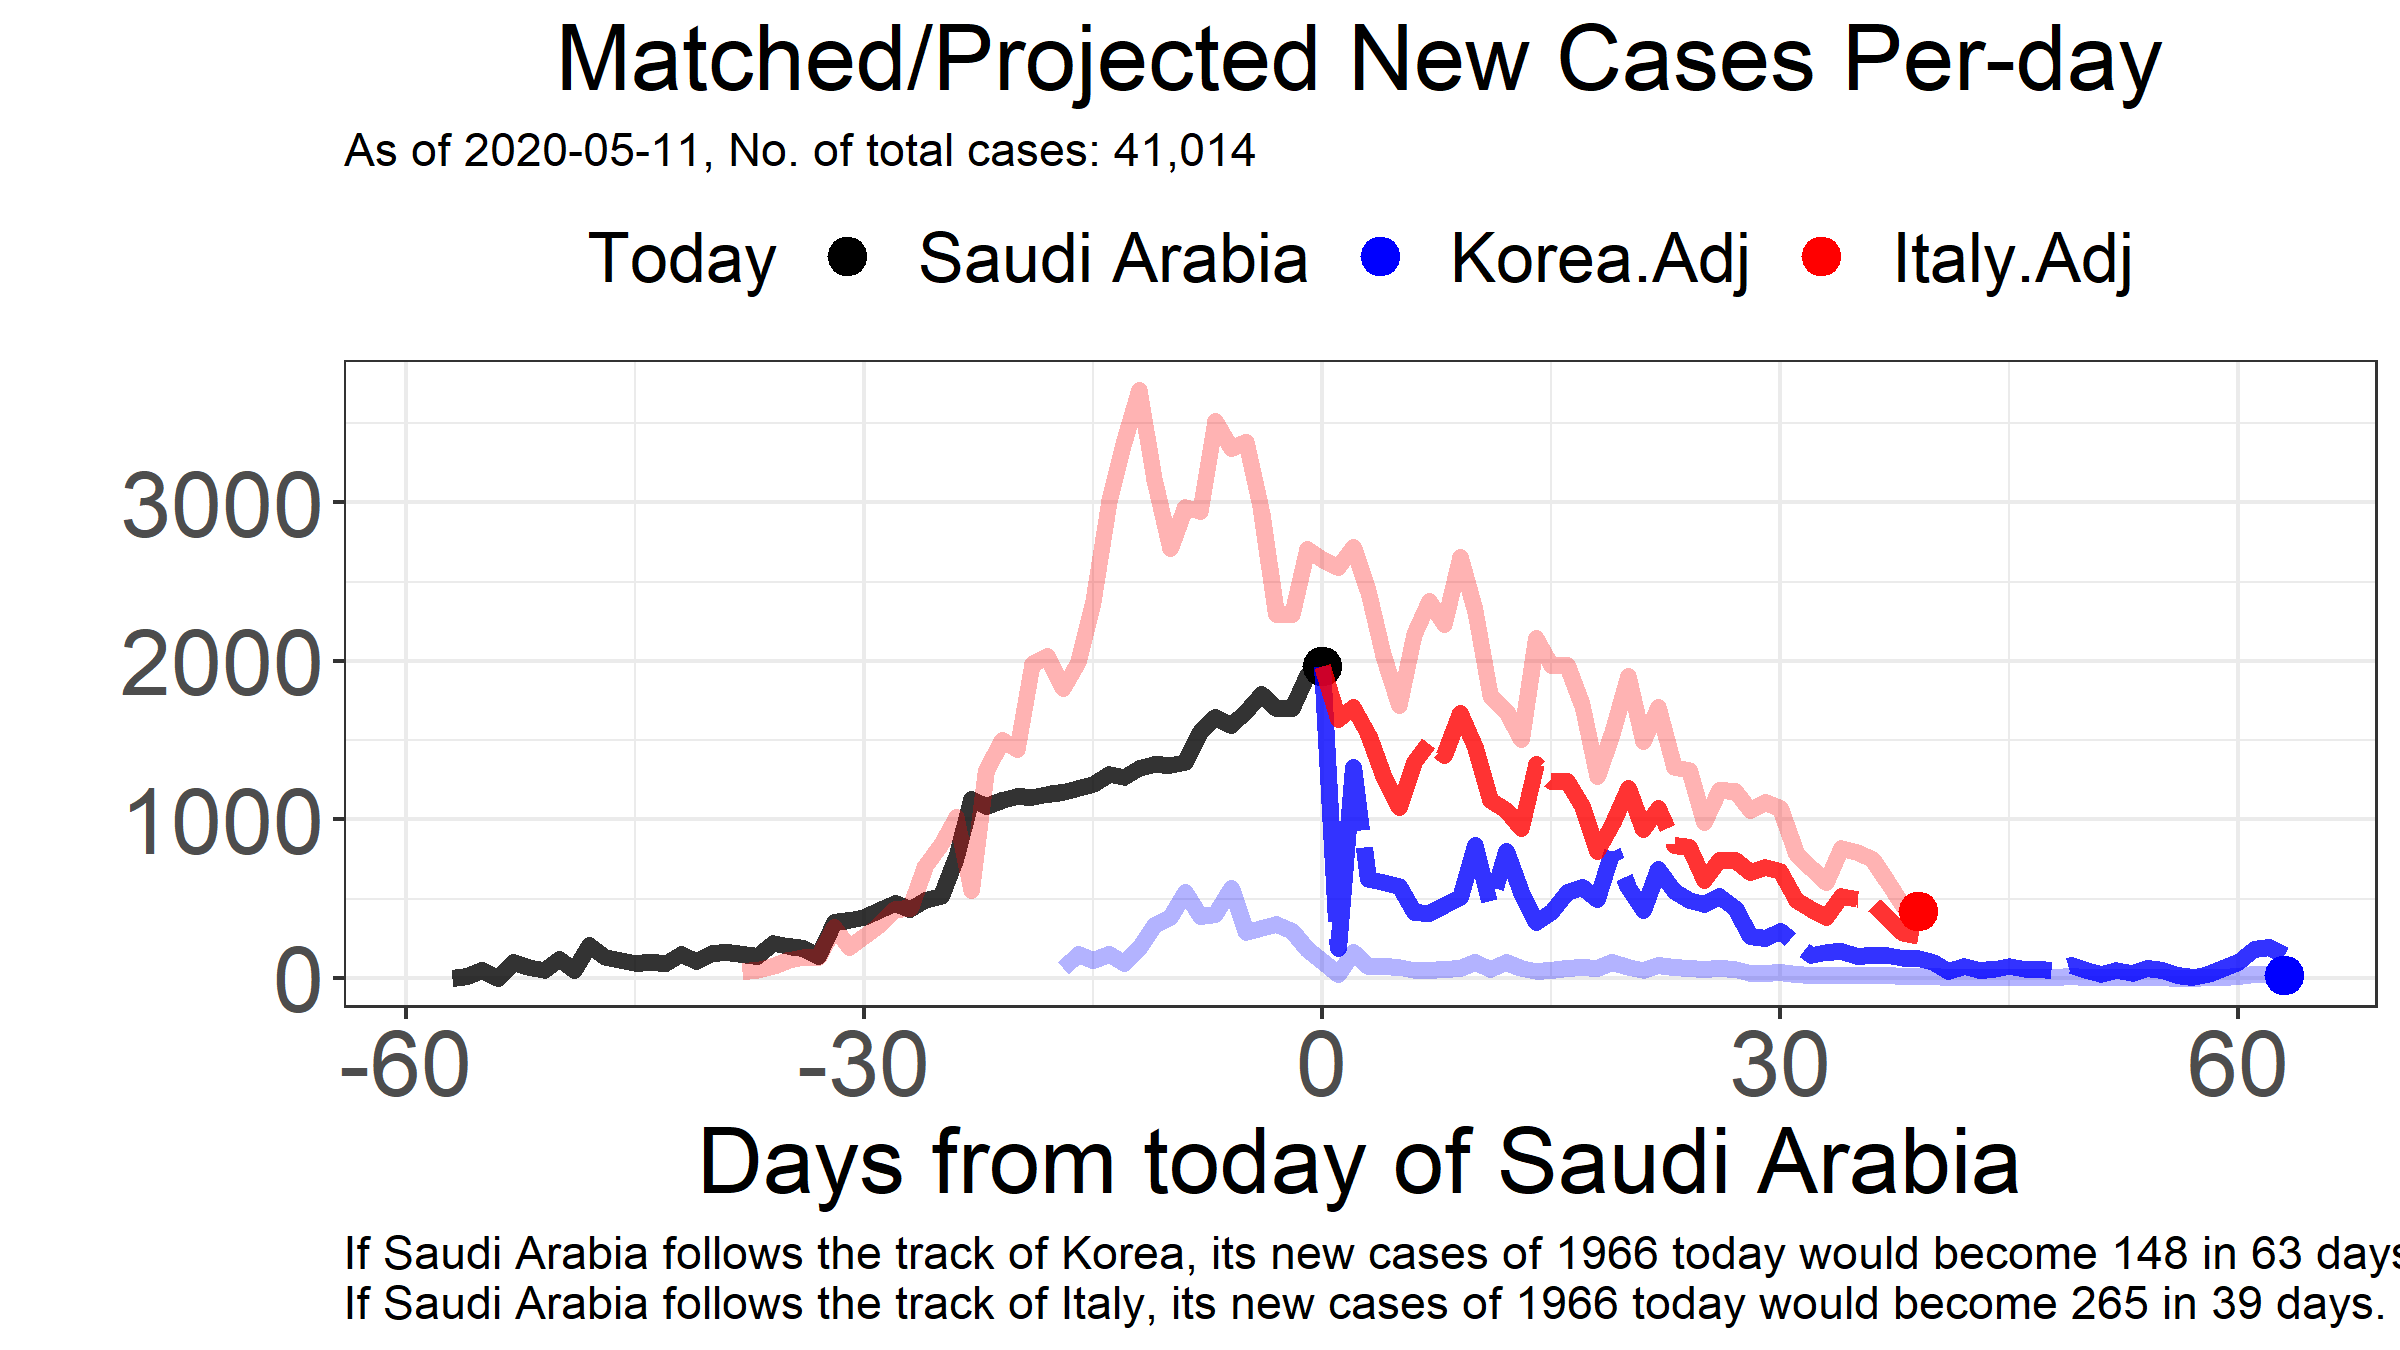 Matched/Projected New Cases Per-day
As of 2020-05-11, No. of total cases: 41,014
Today Saudi Arabia Korea.Adj Italy.Adj
3000
2000
1000
0
-60 -30 0 30 60
Days from today of Saudi Arabia
If Saudi Arabia follows the track of Korea, its new cases of 1966 today would become 148 in 63 days
If Saudi Arabia follows the track of Italy, its new cases of 1966 today would become 265 in 39 days.